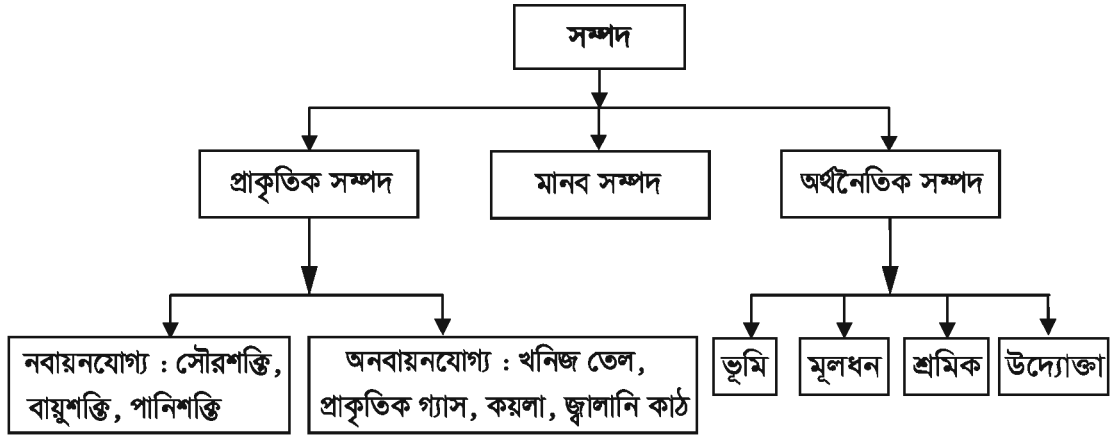 সম্পদ
প্রাকৃতিক সম্পদ
মানব সম্পদ
অর্থনৈতিক সম্পদ
নবায়নযোগ্য : সৌরশক্তি,
বায়ুশক্তি, পানিশক্তি
অনবায়নযোগ্য : খনিজ তেল,
প্রাকৃতিক গ্যাস, কয়লা, জ্বালানি কাঠ
ভূমি
মূলধন
শ্রমিক
উদ্যোক্তা